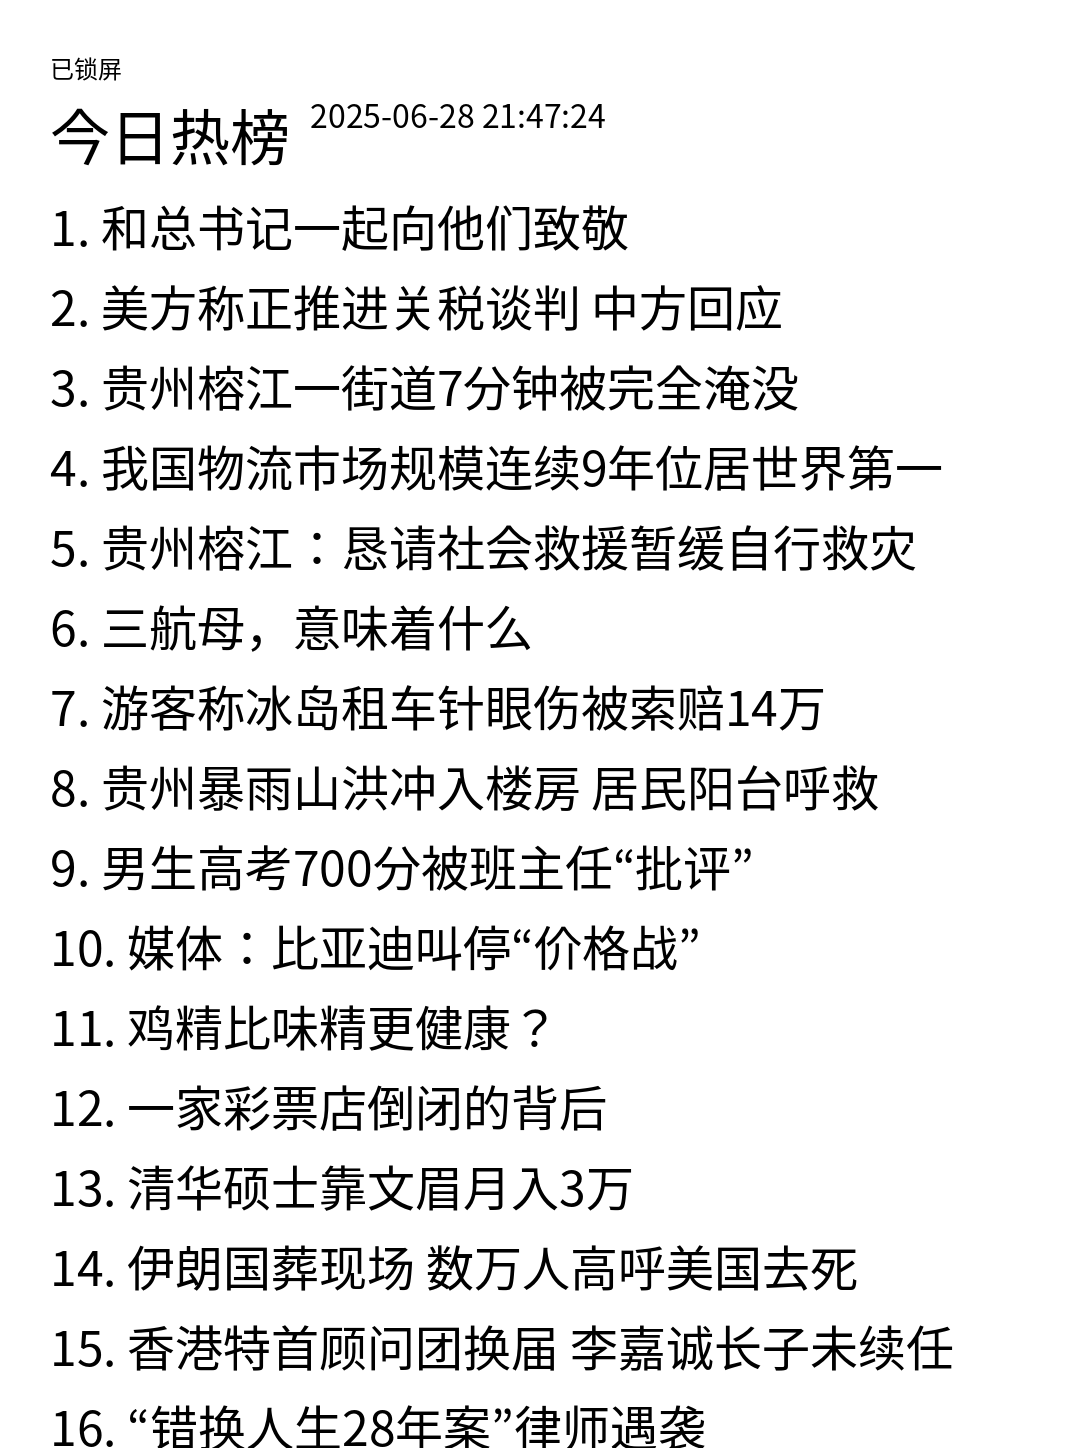 已锁屏
今日热榜 2025-06-28 21:47:24
1. 和总书记一起向他们致敬
2. 美方称正推进关税谈判 中方回应
3. 贵州榕江一街道7分钟被完全淹没
4. 我国物流市场规模连续9年位居世界第一
5. 贵州榕江：恳请社会救援暂缓自行救灾
6. 三航母，意味着什么
7. 游客称冰岛租车针眼伤被索赔14万
8. 贵州暴雨山洪冲入楼房 居民阳台呼救
9. 男生高考700分被班主任“批评”
10. 媒体：比亚迪叫停“价格战”
11. 鸡精比味精更健康？
12. 一家彩票店倒闭的背后
13. 清华硕士靠文眉月入3万
14. 伊朗国葬现场 数万人高呼美国去死
15. 香港特首顾问团换届 李嘉诚长子未续任
16. “错换人生28年案”律师遇袭